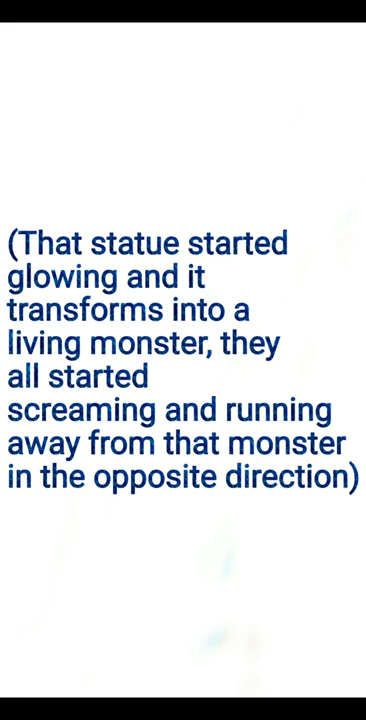 (That statue started
glowing and it
transforms into a
living monster, they
all started
screaming and running
away from that monster
in the opposite direction)